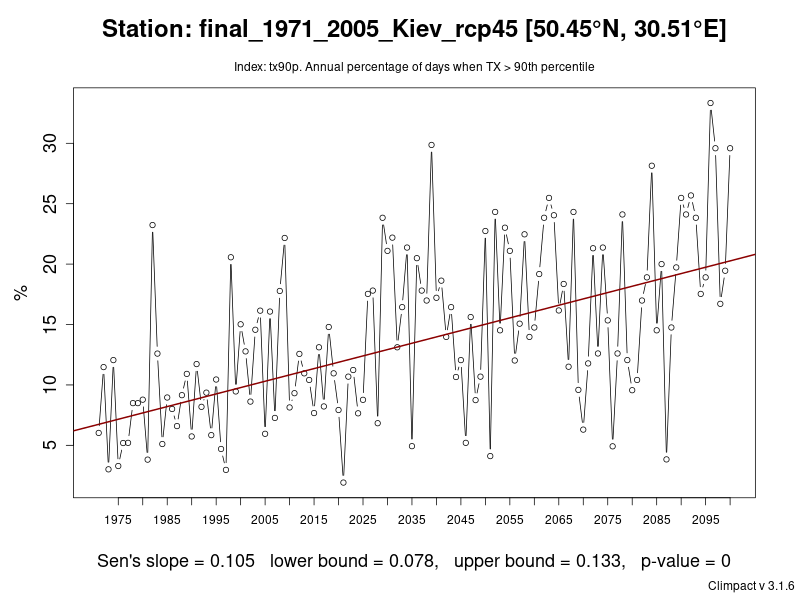 Station: final_1971_2005_Kiev_rcp45 [50.45°N, 30.51°E]
Index: tx90p. Annual percentage of days when TX > 90th percentile
%
30
25
20
15
10
5
1975 1985 1995 2005 2015 2025 2035 2045 2055 2065 2075 2085 2095
Sen's slope = 0.105 lower bound = 0.078, upper bound = 0.133, p-value = 0
Climpact v 3.1.6